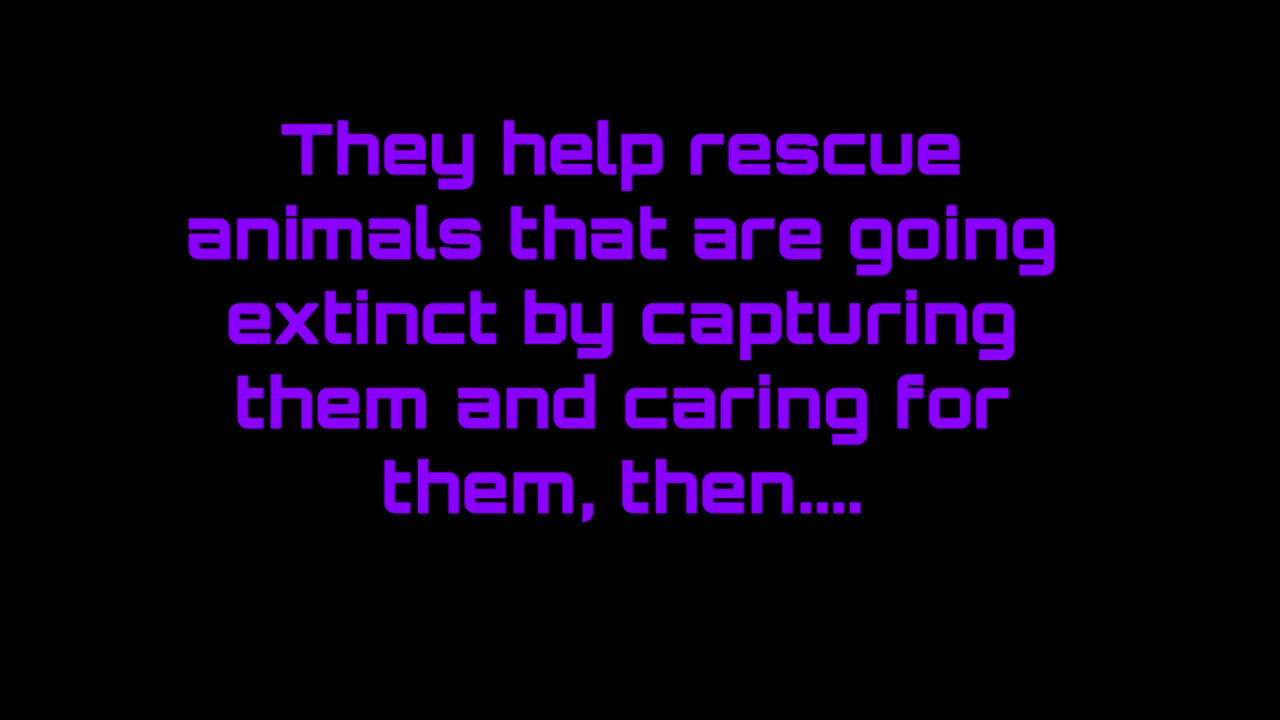 They help rescue
animals that are going
extinct by capturing
them and caring for
them, then....